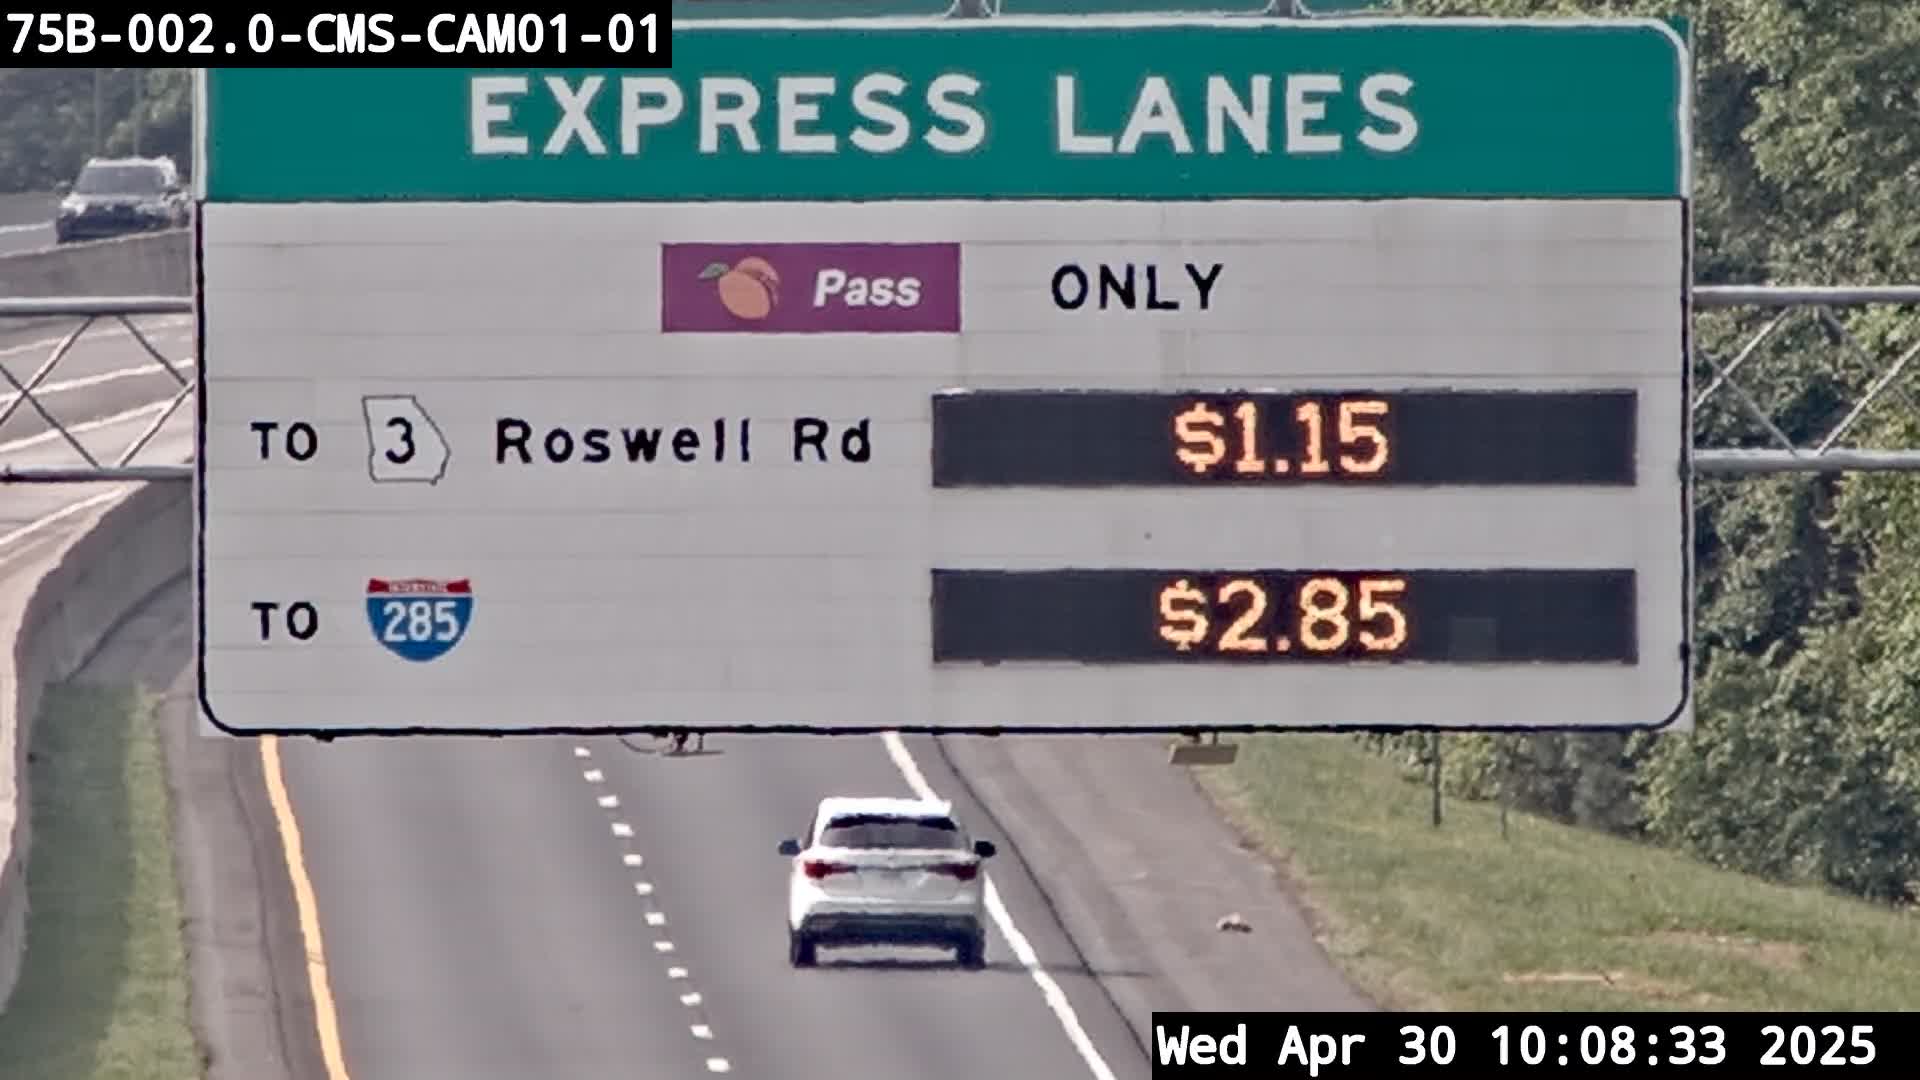 75B-002.0-CMS-CAM01-01
EXPRESS LANES
Pass ONLY
TO 3 Roswell Rd $1.15
TO 285 $2.85
Wed Apr 30 10:08:33 2025